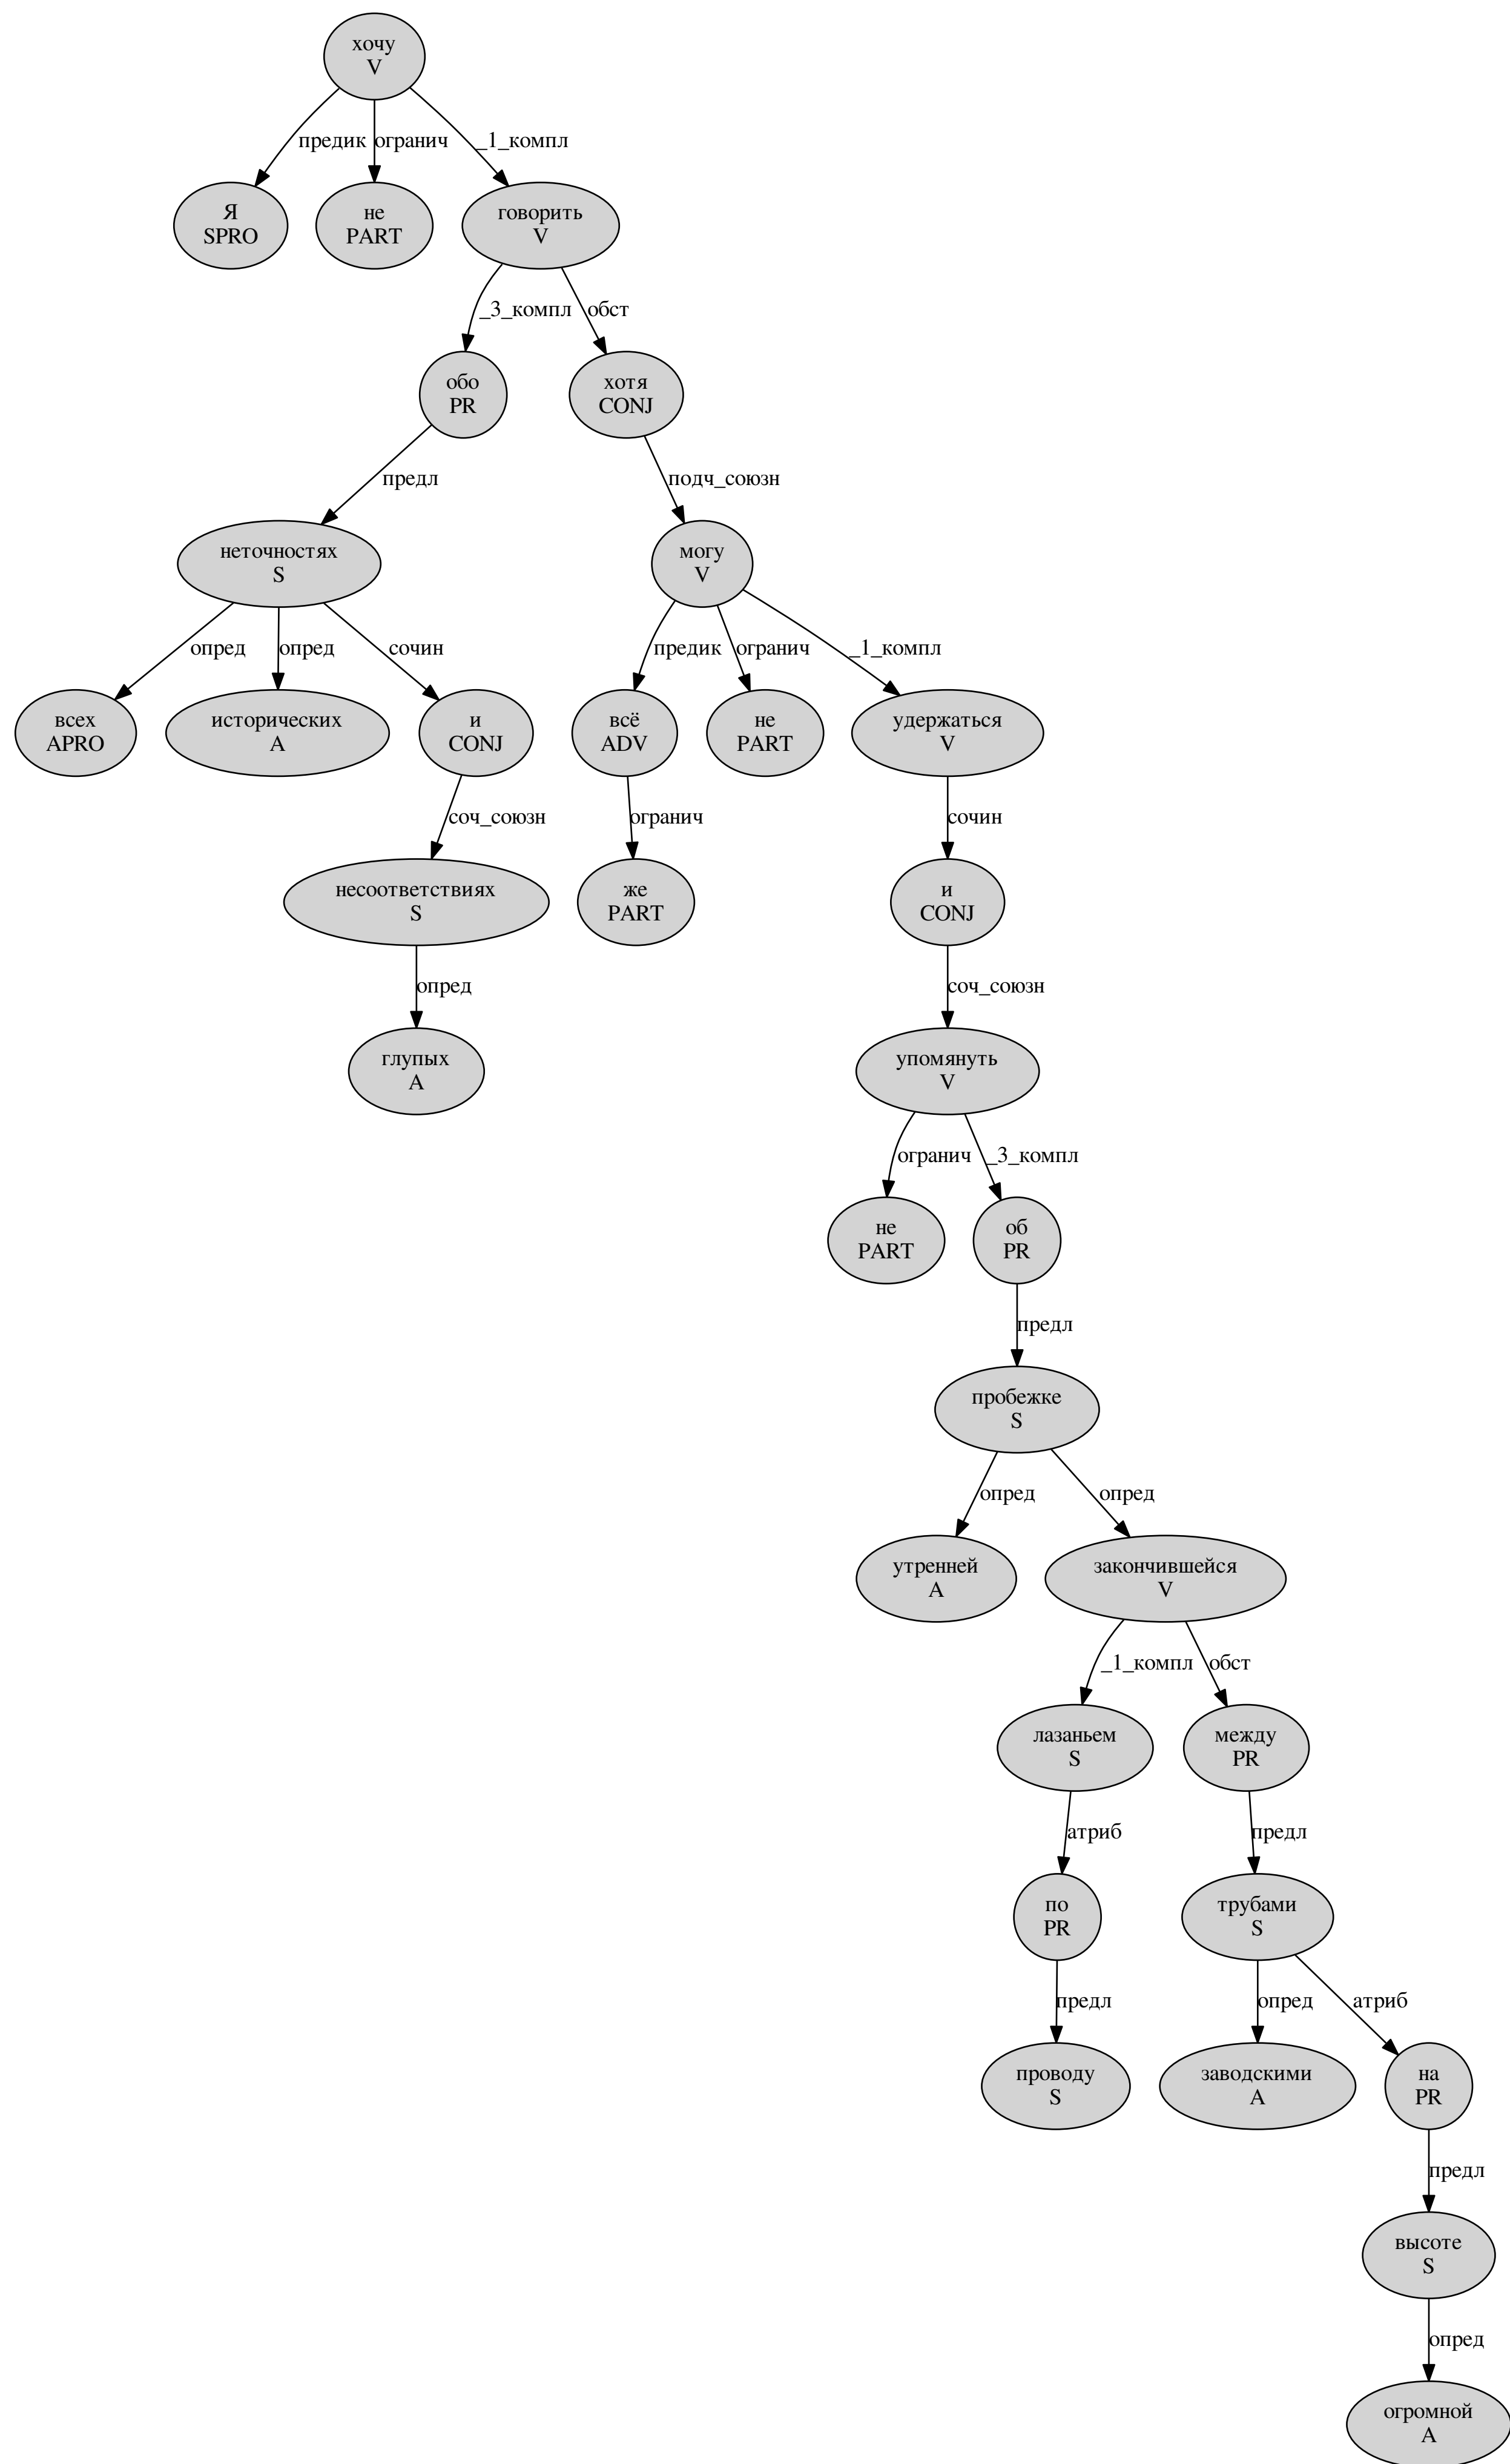 хочу
V
предик огранич _1_компл
Я не говорить
SPRO PART V
_3_компл обст
обо хотя
PR CONJ
предл подч_союзн
неточностях могу
S V
опред опред сочин предик огранич _1_компл
всех исторических и всё не удержаться
APRO A CONJ ADV PART V
соч_союзн огранич сочин
несоответствиях же и
S PART CONJ
опред соч_союзн
глупых упомянуть
A V
огранич _3_компл
не об
PART PR
предл
пробежке
S
опред опред
утренней закончившейся
A V
_1_компл обст
лазаньем между
S PR
атриб предл
по трубами
PR S
предл опред атриб
проводу заводскими на
S A PR
предл
высоте
S
опред
огромной
A